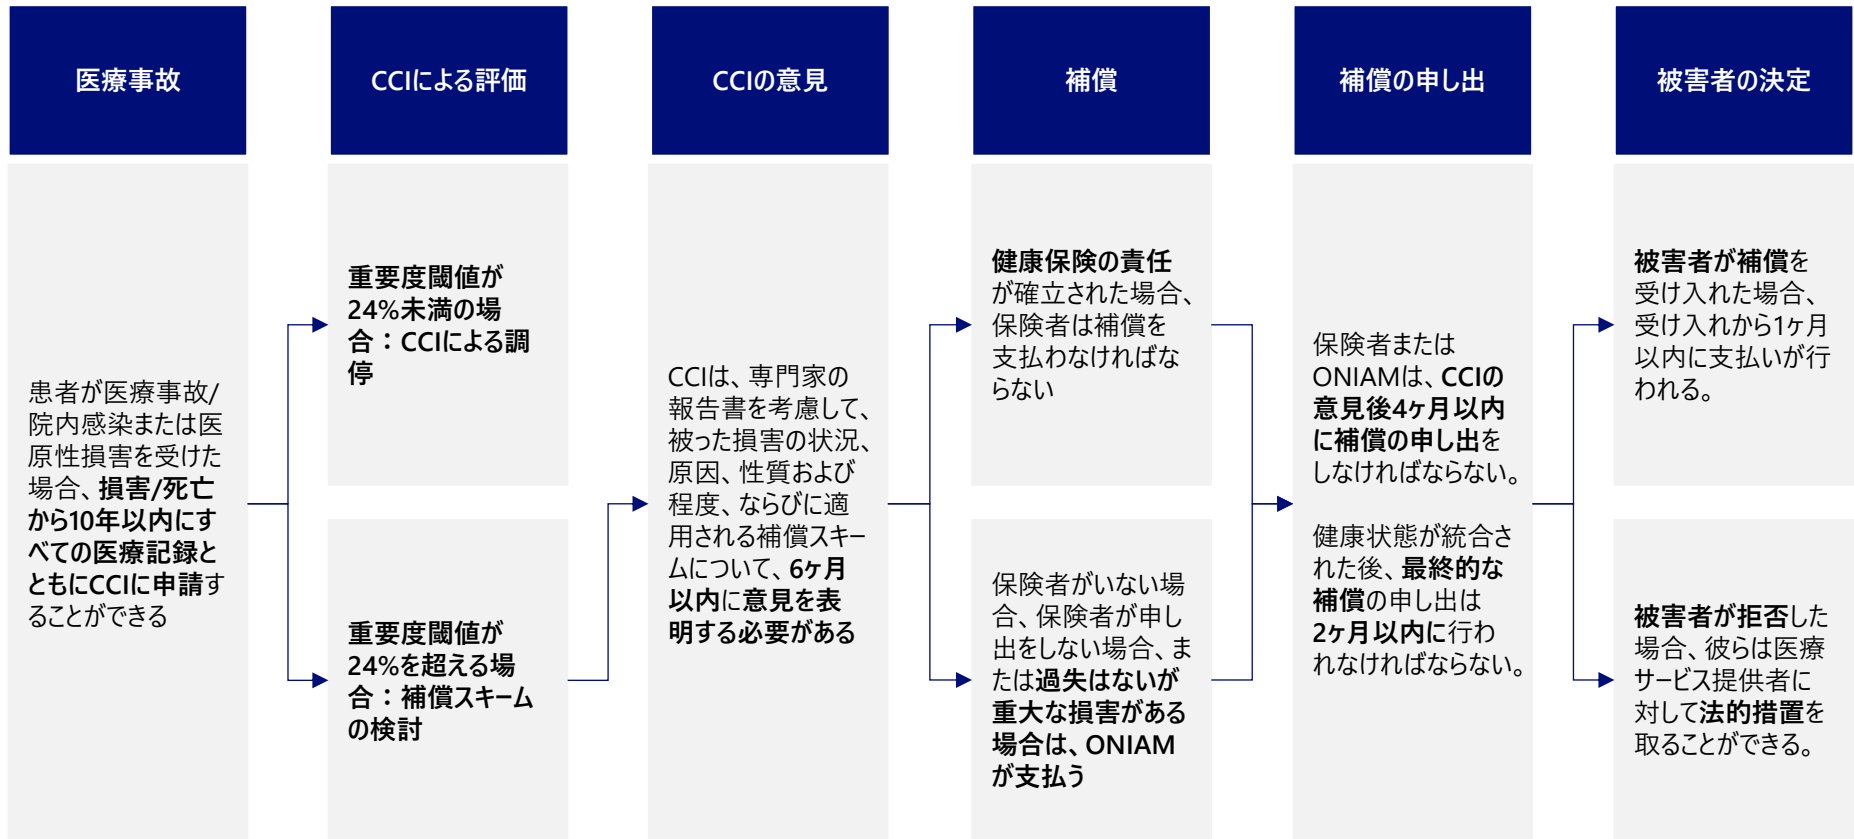 医療事故
CCIによる評価
CCIの意見
補償
補償の申し出
被害者の決定
患者が医療事故/
院内感染または医
原性損害を受けた
場合、損害/死亡
から10年以内にす
べての医療記録と
ともにCCIに申請す
ることができる
重要度閾値が
24%未満の場
合：CCIによる調
停
重要度閾値が
24%を超える場
合：補償スキーム
の検討
CCIは、専門家の
報告書を考慮して、
被った損害の状況、
原因、性質および
程度、ならびに適
用される補償スキー
ムについて、6ヶ月
以内に意見を表
明する必要がある
健康保険の責任
が確立された場合、
保険者は補償を
支払わなければな
らない
保険者がいない場
合、保険者が申し
出をしない場合、ま
たは過失はないが
重大な損害がある
場合は、ONIAM
が支払う
保険者または
ONIAMは、CCIの
意見後4ヶ月以内
に補償の申し出を
しなければならない。
健康状態が統合さ
れた後、最終的な
補償の申し出は
2ヶ月以内に行わ
れなければならない。
被害者が補償を
受け入れた場合、
受け入れから1ヶ月
以内に支払いが行
われる。
被害者が拒否した
場合、彼らは医療
サービス提供者に
対して法的措置を
取ることができる。